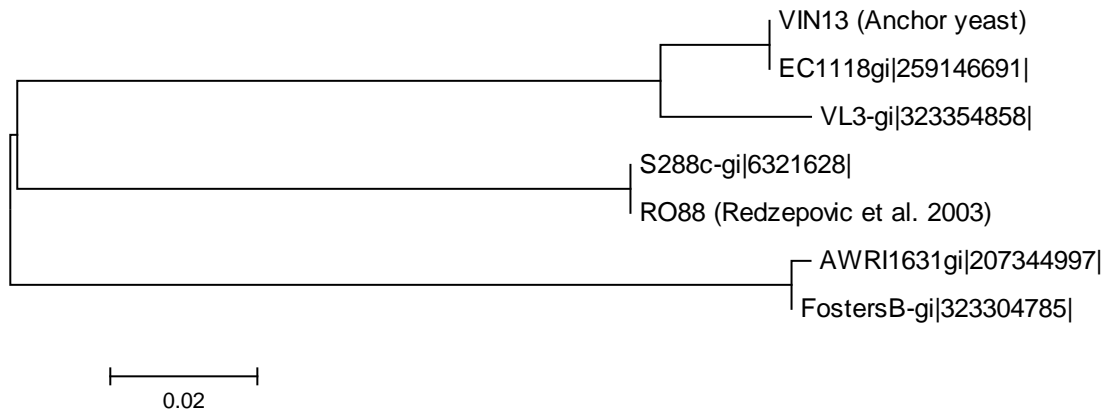 VIN13 (Anchor yeast)
EC1118gi|259146691|
VL3-gi|323354858|
S288c-gi|6321628|
RO88 (Redzepovic et al. 2003)
AWRI1631gi|207344997|
FostersB-gi|323304785|
0.02